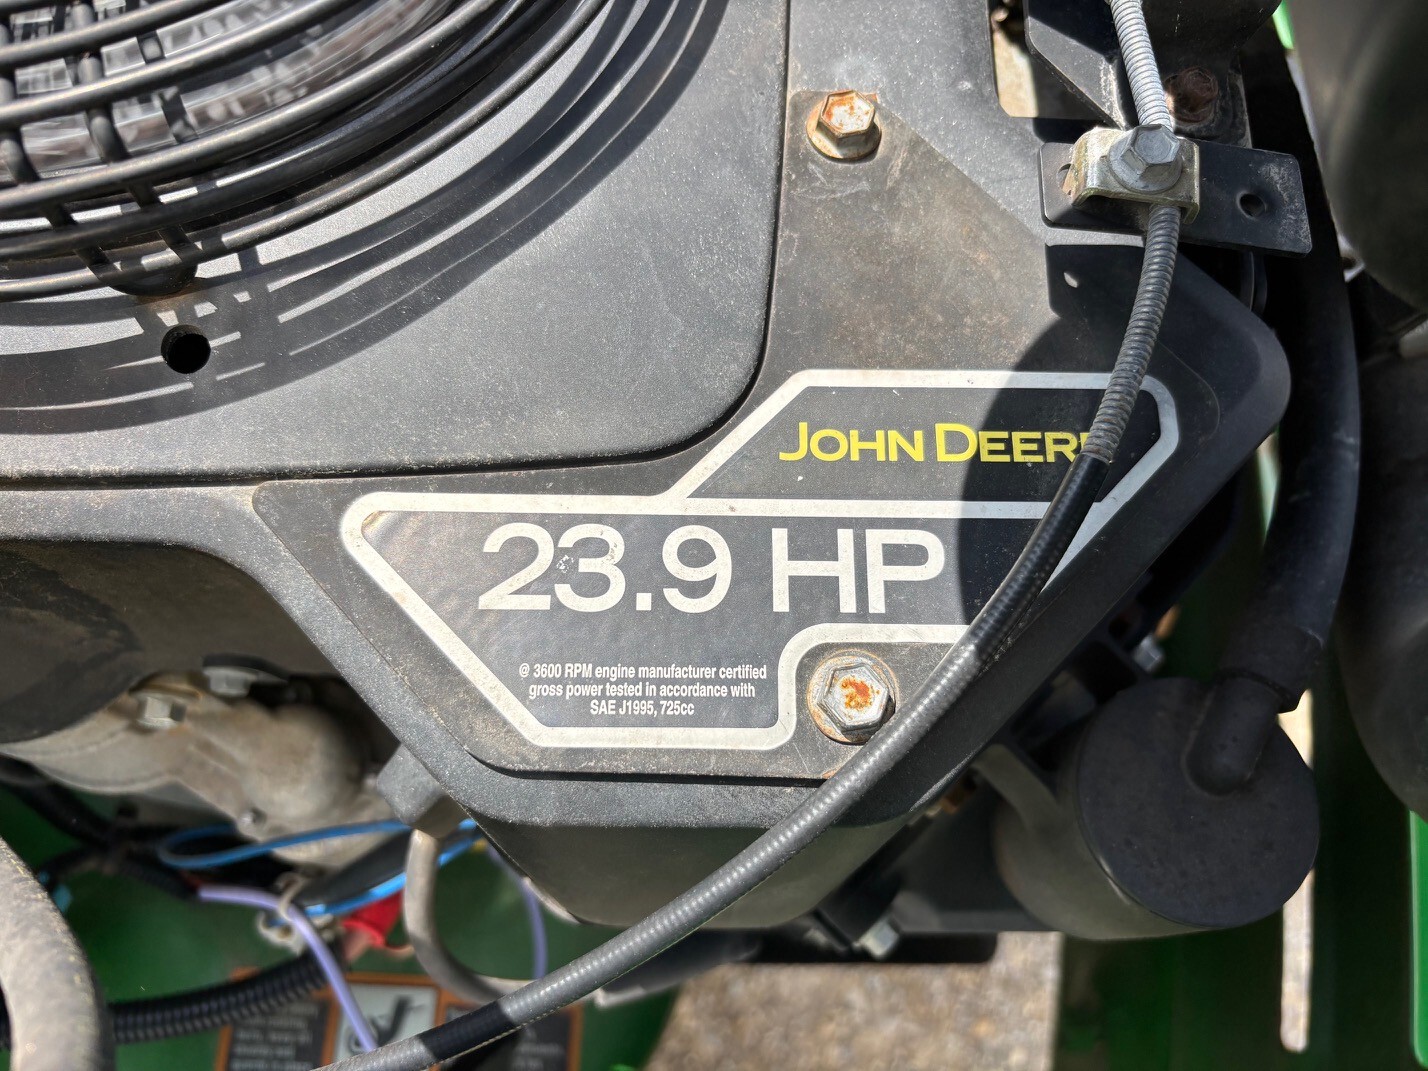 JOHN DEERE
23.9 HP
@ 3600 RPM engine manufacturer certified
gross power tested in accordance with
SAE J1995, 725cc